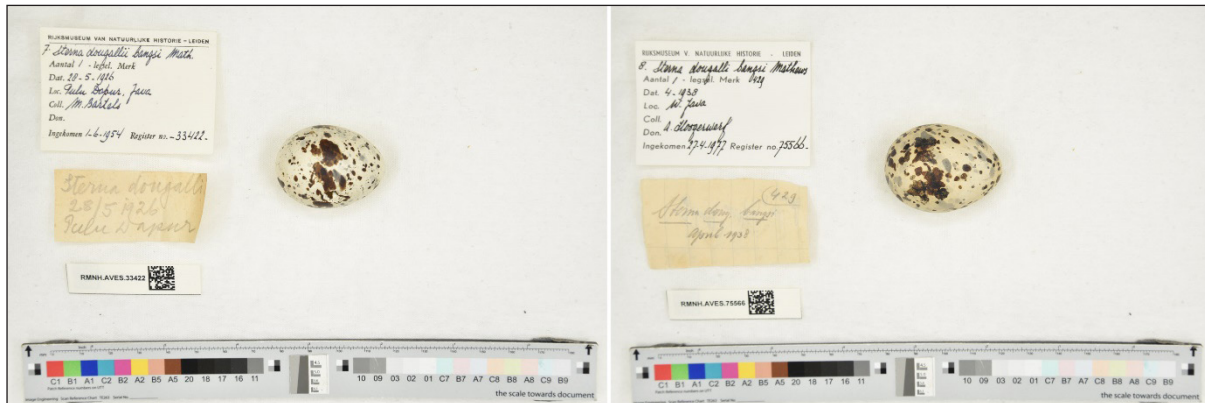 RIJKSMUSEUM VAN NATUURLIJKE HISTORIE - LEIDEN
7. Sterna dougallii bangsi Math.
Aantal 1 - legsel. Merk
Dat. 28-5-1926
Loc. Pulu Dapur, Java
Coll. M. Bartels
Don.
Ingekomen 1-6-1954 Register no. -33422-
Sterna dougalli
28/5 1926
Pulu Dapur
RMNH.AVES.33422
C1 B1 A1 C2 B2 A2 B5 A5 20 18 17 16 11 10 09 03 02 01 C7 B7 A7 C8 B8 A8 C9 B9
the scale towards document
RIJKSMUSEUM V. NATUURLIJKE HISTORIE - LEIDEN
8. Sterna dougalli bangsi Mathews
Aantal 1 - legsel. Merk 429
Dat. 4-1938
Loc. W. Java
Coll.
Don. A. Hoogerwerf
Ingekomen 27-4-1977 Register no. 75566-
429
Sterna doug. bangsi
April 1938
RMNH.AVES.75566
C1 B1 A1 C2 B2 A2 B5 A5 20 18 17 16 11 10 09 03 02 01 C7 B7 A7 C8 B8 A8 C9 B9
the scale towards document